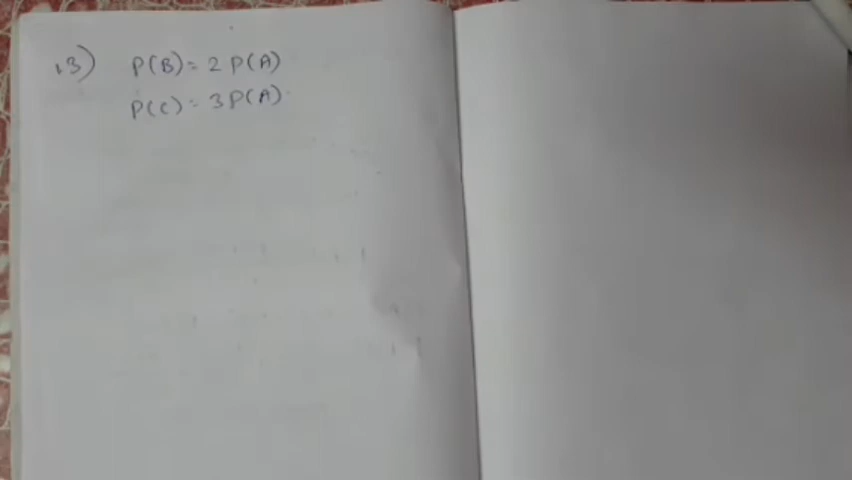 13) P(B) = 2 P(A)
P(C) = 3 P(A).